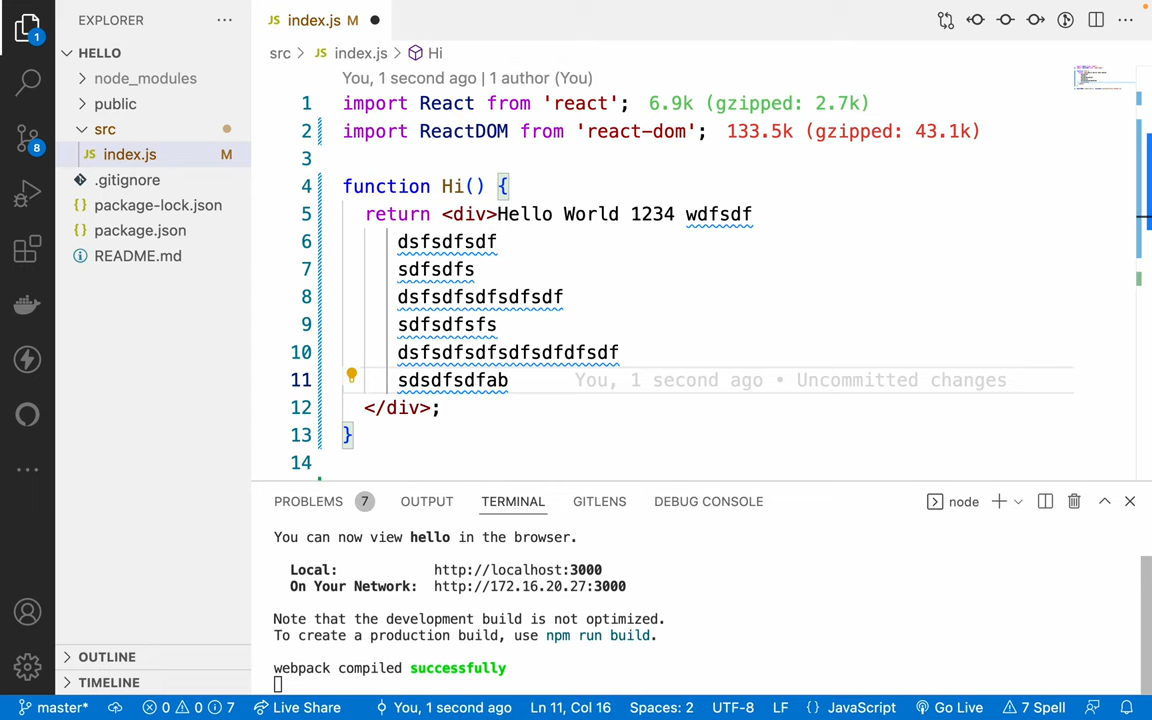 EXPLORER
index.js M
HELLO
node_modules
public
src
index.js M
.gitignore
package-lock.json
package.json
README.md
OUTLINE
TIMELINE
1
8
src > JS index.js > Hi
You, 1 second ago | 1 author (You)
1 import React from 'react'; 6.9k (gzipped: 2.7k)
2 import ReactDOM from 'react-dom'; 133.5k (gzipped: 43.1k)
3
4 function Hi() {
5 return <div>Hello World 1234 wdfsdf
6 dsfsdfsdf
7 sdfsdfs
8 dsfsdfsdfsdfsdf
9 sdfsdfsfs
10 dsfsdfsdfsdfsdfdfsdf
11 sdsdfsdfab You, 1 second ago • Uncommitted changes
12 </div>;
13 }
14
PROBLEMS 7 OUTPUT TERMINAL GITLENS DEBUG CONSOLE node
You can now view hello in the browser.
Local: http://localhost:3000
On Your Network: http://172.16.20.27:3000
Note that the development build is not optimized.
To create a production build, use npm run build.
webpack compiled successfully
master* 0 0 7 Live Share You, 1 second ago Ln 11, Col 16 Spaces: 2 UTF-8 LF {} JavaScript Go Live 7 Spell